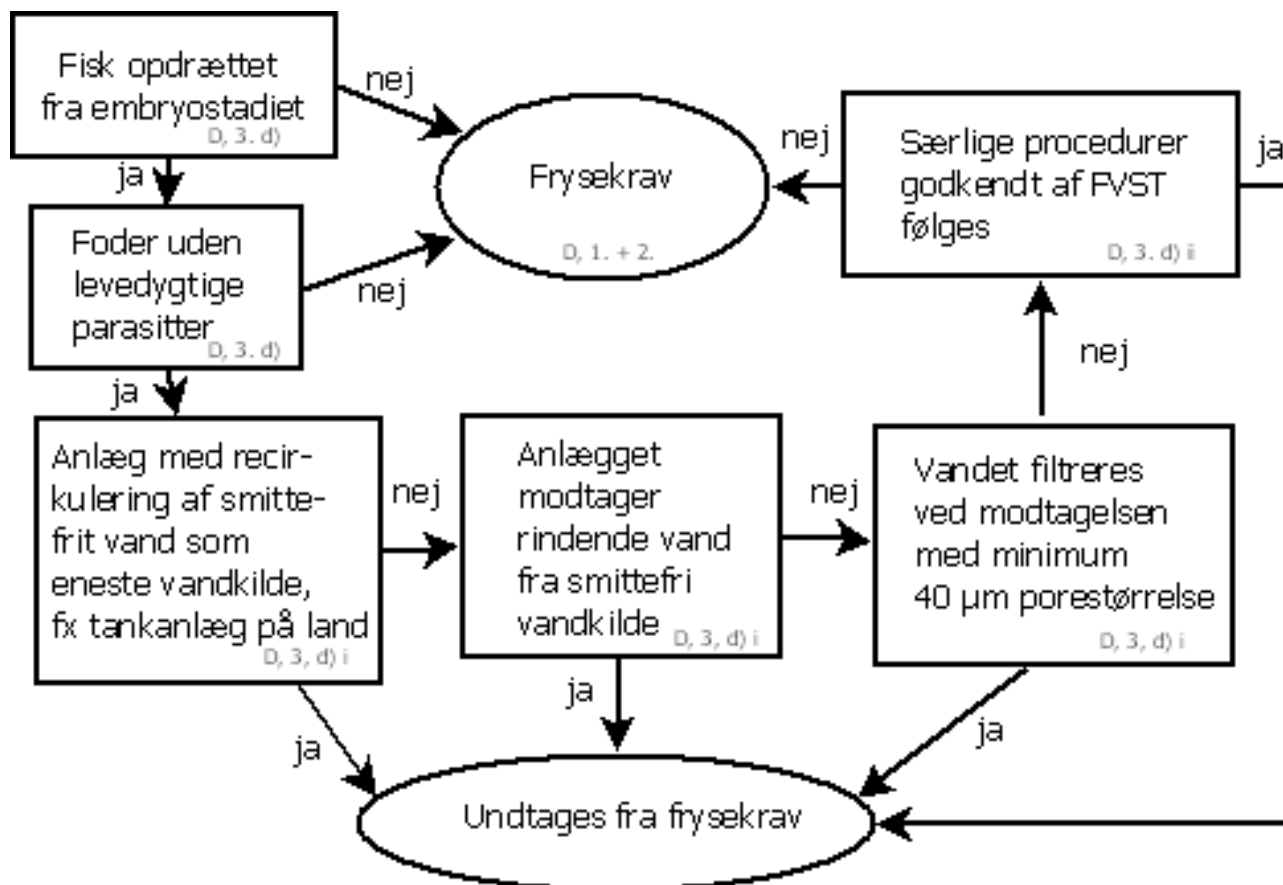 Fisk opdrættet
fra embryostadiet
D, 3. d)
nej
ja
Foder uden
levedygtige
parasitter
D, 3. d)
nej
ja
Frysekrav
D, 1. + 2.
nej
Særlige procedurer
godkendt af FVST
følges
D, 3. d) ii
ja
nej
Anlæg med recir-
kulering af smitte-
frit vand som
eneste vandkilde,
fx tankanlæg på land
D, 3, d) i
nej
ja
Anlægget
modtager
rindende vand
fra smittefri
vandkilde
D, 3, d) i
nej
ja
Vandet filtreres
ved modtagelsen
med minimum
40 µm porestørrelse
D, 3, d) i
ja
Undtages fra frysekrav